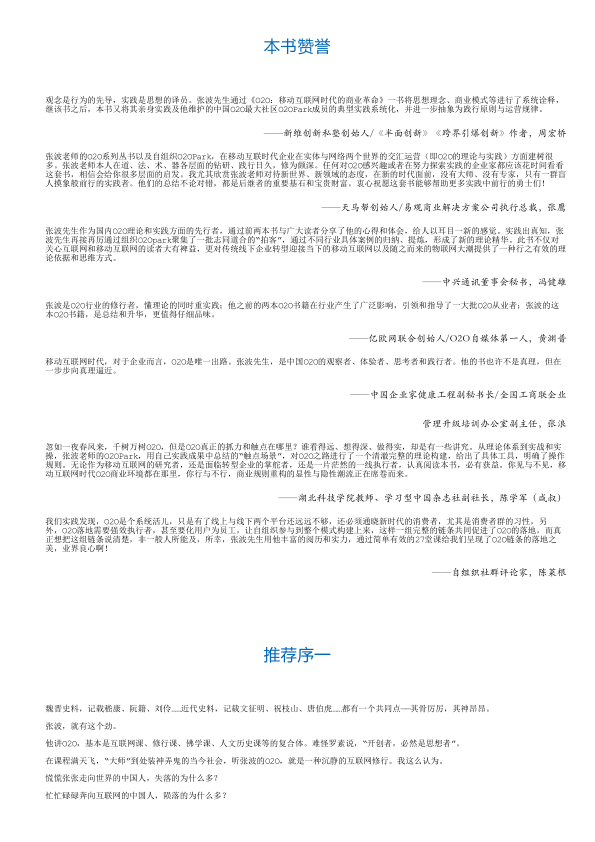 本书赞誉
观念是行为的先导，实践是思想的译员。张波先生通过《O2O：移动互联网时代的商业革命》一书将思想理念、商业模式等进行了系统诠释，
继该书之后，本书又将其亲身实践及他维护的中国O2O最大社区O2OPark成员的典型实践系统化，并进一步抽象为践行原则与运营规律。
——新维创新私塾创始人/《半面创新》《跨界引爆创新》作者，周宏桥
张波老师的O2O系列丛书以及自组织O2OPark，在移动互联时代企业在实体与网络两个世界的交汇运营（即O2O的理论与实践）方面建树很
多。张波老师本人在道、法、术、器各层面的钻研、践行日久，修为颇深。任何对O2O感兴趣或者在努力探索实践的企业家都应该花时间看看
这套书，相信会给你很多层面的启发。我尤其欣赏张波老师对待新世界、新领域的态度，在新的时代面前，没有大师、没有专家，只有一群盲
人摸象般前行的实践者。他们的总结不论对错，都是后继者的重要基石和宝贵财富。衷心祝愿这套书能够帮助更多实践中前行的勇士们！
——天马帮创始人/易观商业解决方案公司执行总裁，张鹰
张波先生作为国内O2O理论和实践方面的先行者，通过前两本书与广大读者分享了他的心得和体会，给人以耳目一新的感觉。实践出真知，张
波先生再接再厉通过组织O2Opark聚集了一批志同道合的“拍客”，通过不同行业具体案例的归纳、提炼，形成了新的理论精华。此书不仅对
关心互联网和移动互联网的读者大有裨益，更对传统线下企业转型迎接当下的移动互联网以及随之而来的物联网大潮提供了一种行之有效的理
论依据和思维方式。
——中兴通讯董事会秘书，冯健雄
张波是O2O行业的修行者，懂理论的同时重实践；他之前的两本O2O书籍在行业产生了广泛影响，引领和指导了一大批O2O从业者；张波的这
本O2O书籍，是总结和升华，更值得仔细品味。
——亿欧网联合创始人/O2O自媒体第一人，黄渊普
移动互联网时代，对于企业而言，O2O是唯一出路。张波先生，是中国O2O的观察者、体验者、思考者和践行者。他的书也许不是真理，但在
一步步向真理逼近。
——中国企业家健康工程副秘书长/全国工商联企业
管理升级培训办公室副主任，张浪
忽如一夜春风来，千树万树O2O，但是O2O真正的抓力和触点在哪里？谁看得远、想得深、做得实，却是有一些讲究。从理论体系到实战和实
操，张波老师的O2OPark，用自己实践成果中总结的“触点场景”，对O2O之路进行了一个清澈完整的理论构建，给出了具体工具，明确了操作
规则。无论作为移动互联网的研究者，还是面临转型企业的掌舵者，还是一片茫然的一线执行者，认真阅读本书，必有获益。你见与不见，移
动互联网时代O2O商业环境都在那里，你行与不行，商业规则重构的显性与隐性潮流正在席卷而来。
——湖北科技学院教师、学习型中国杂志社副社长，陈学军（成叔）
我们实践发现，O2O是个系统活儿，只是有了线上与线下两个平台还远远不够，还必须通晓新时代的消费者，尤其是消费者群的习性，另
外，O2O落地需要强效执行者，甚至要化用户为员工，让自组织参与到整个模式构建上来，这样一组完整的链条共同促进了O2O的落地，而真
正想把这组链条说清楚，非一般人所能及，所幸，张波先生用他丰富的阅历和实力，通过简单有效的27堂课给我们呈现了O2O链条的落地之
美，业界良心啊！
——自组织社群评论家，陈菜根
推荐序一
魏晋史料，记载嵇康、阮籍、刘伶……近代史料，记载文征明、祝枝山、唐伯虎……都有一个共同点——其骨厉厉，其神昂昂。
张波，就有这个劲。
他讲O2O，基本是互联网课、修行课、佛学课、人文历史课等的复合体。难怪罗素说，“开创者，必然是思想者”。
在课程满天飞，“大师”到处装神弄鬼的当今社会，听张波的O2O，就是一种沉静的互联网修行。我这么认为。
慌慌张张走向世界的中国人，失落的为什么多？
忙忙碌碌奔向互联网的中国人，陨落的为什么多？